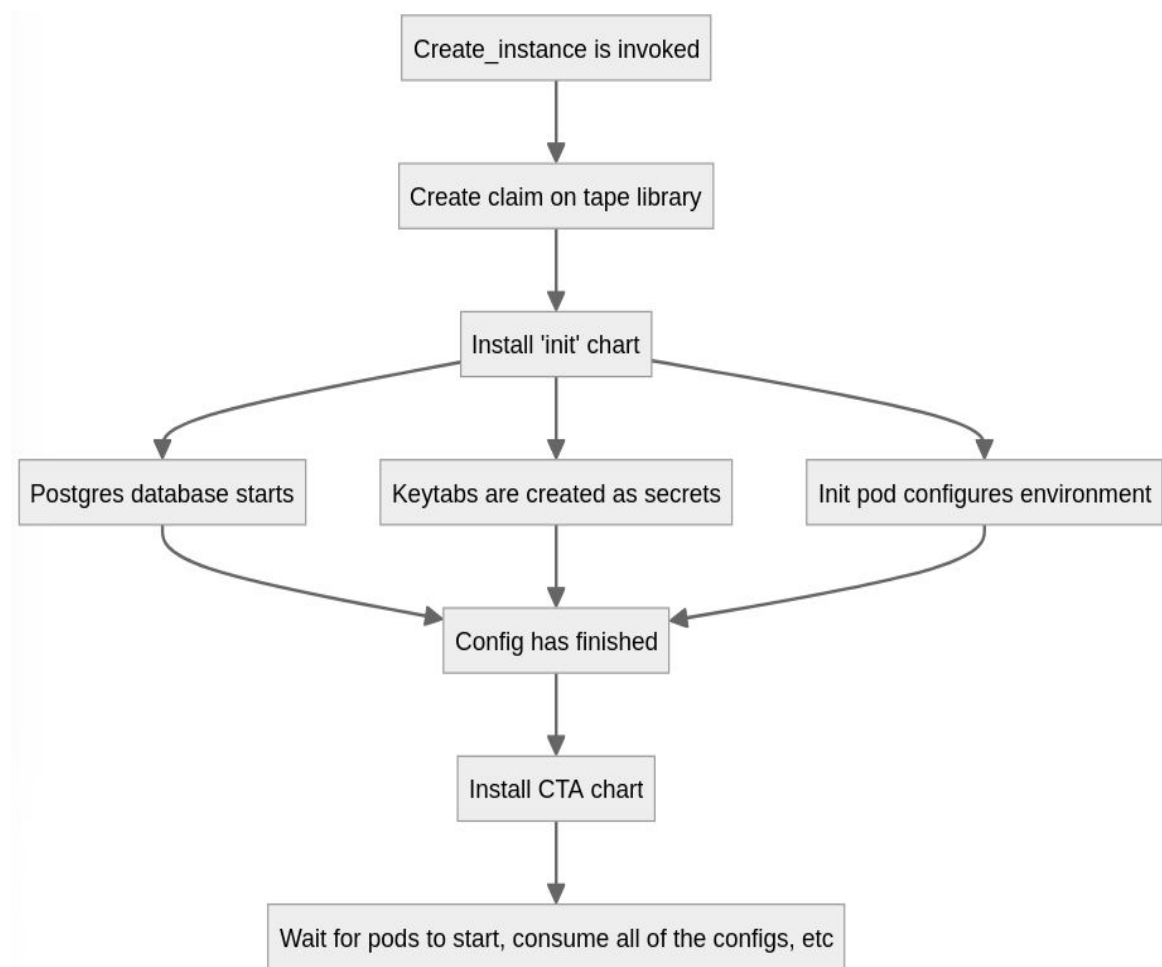 Create_instance is invoked
Create claim on tape library
Install 'init' chart
Postgres database starts
Keytabs are created as secrets
Init pod configures environment
Config has finished
Install CTA chart
Wait for pods to start, consume all of the configs, etc